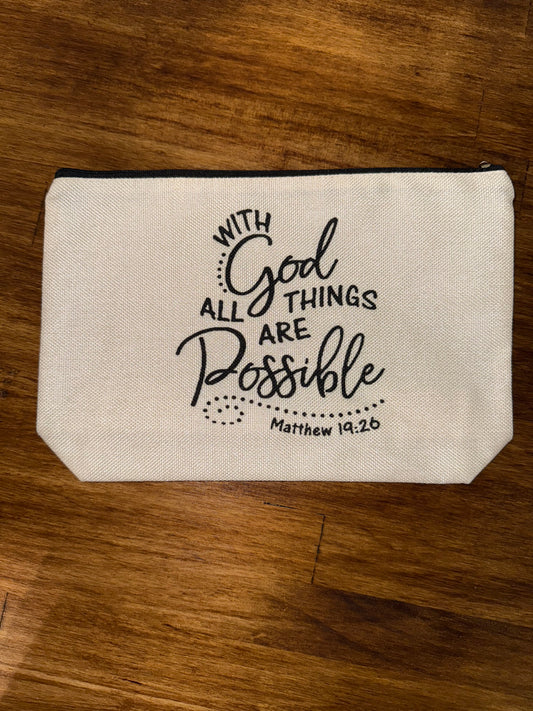 WITH
God
ALL THINGS
ARE
Possible
Matthew 19:26